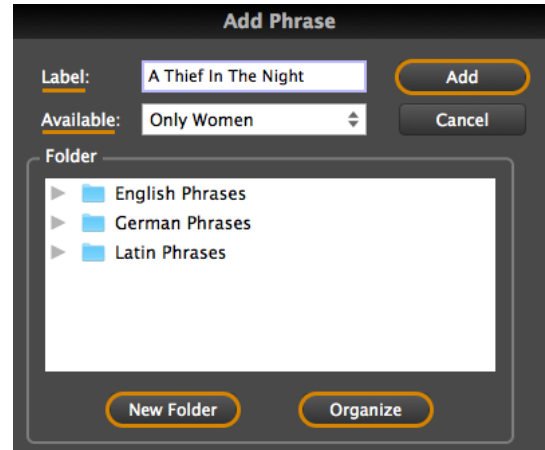 Add Phrase
Label: A Thief In The Night Add
Available: Only Women Cancel
Folder
English Phrases
German Phrases
Latin Phrases
New Folder Organize